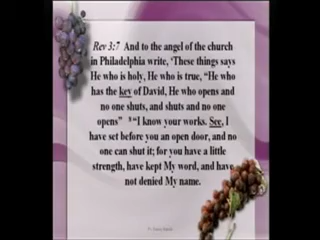 Rev 3:7 And to the angel of the church
in Philadelphia write, ‘These things says
He who is holy, He who is true, “He who
has the key of David, He who opens and
no one shuts, and shuts and no one
opens” 8 “I know your works. See, I
have set before you an open door, and no
one can shut it; for you have a little
strength, have kept My word, and have
not denied My name.